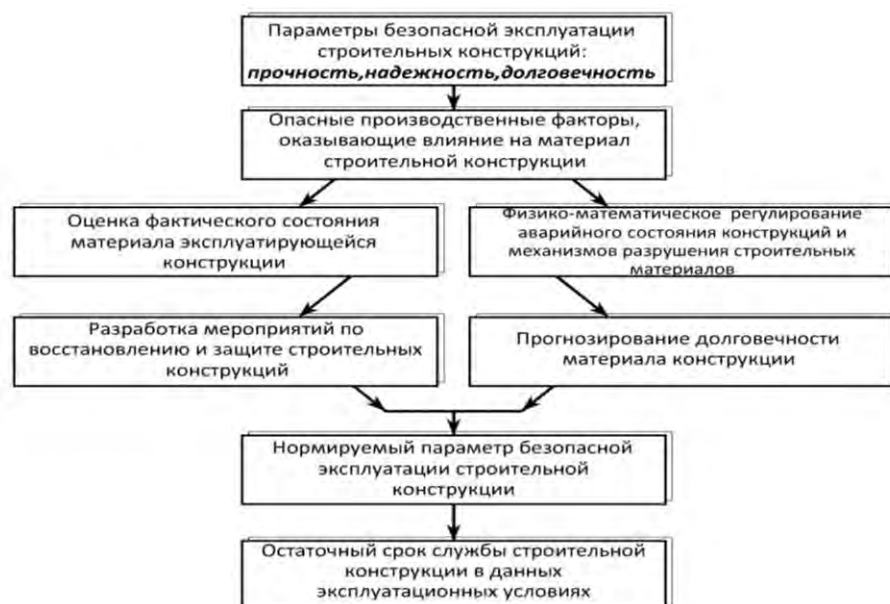 Параметры безопасной эксплуатации
строительных конструкций:
прочность,надежность,долговечность
Опасные производственные факторы,
оказывающие влияние на материал
строительной конструкции
Оценка фактического состояния
материала эксплуатирующейся
конструкции
Физико-математическое регулирование
аварийного состояния конструкций и
механизмов разрушения строительных
материалов
Разработка мероприятий по
восстановлению и защите строительных
конструкций
Прогнозирование долговечности
материала конструкции
Нормируемый параметр безопасной
эксплуатации строительной
конструкции
Остаточный срок службы строительной
конструкции в данных
эксплуатационных условиях